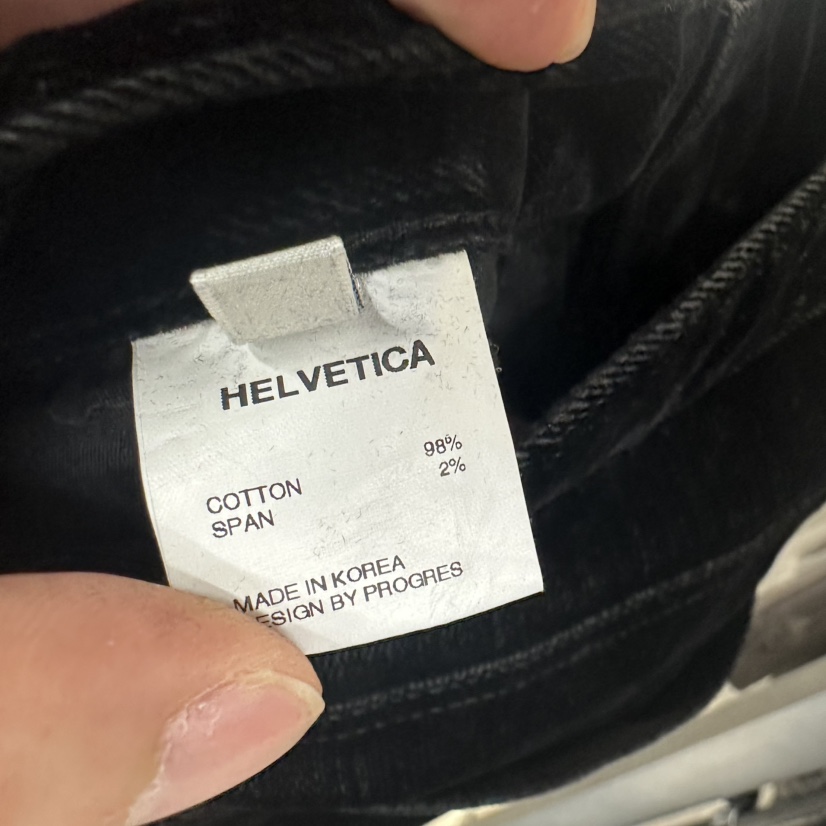 HELVETICA
COTTON 98%
SPAN 2%
MADE IN KOREA
ESIGN BY PROGRES